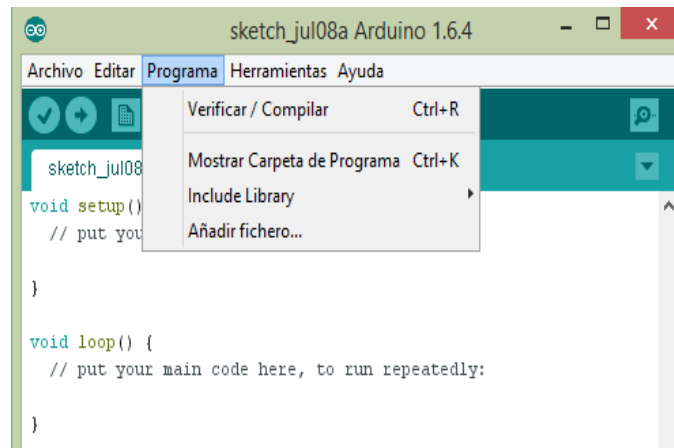 sketch_jul08a Arduino 1.6.4
Archivo Editar Programa Herramientas Ayuda
Verificar / Compilar Ctrl+R
Mostrar Carpeta de Programa Ctrl+K
Include Library
Añadir fichero...
sketch_jul08
void setup()
// put you
}
void loop() {
// put your main code here, to run repeatedly:
}